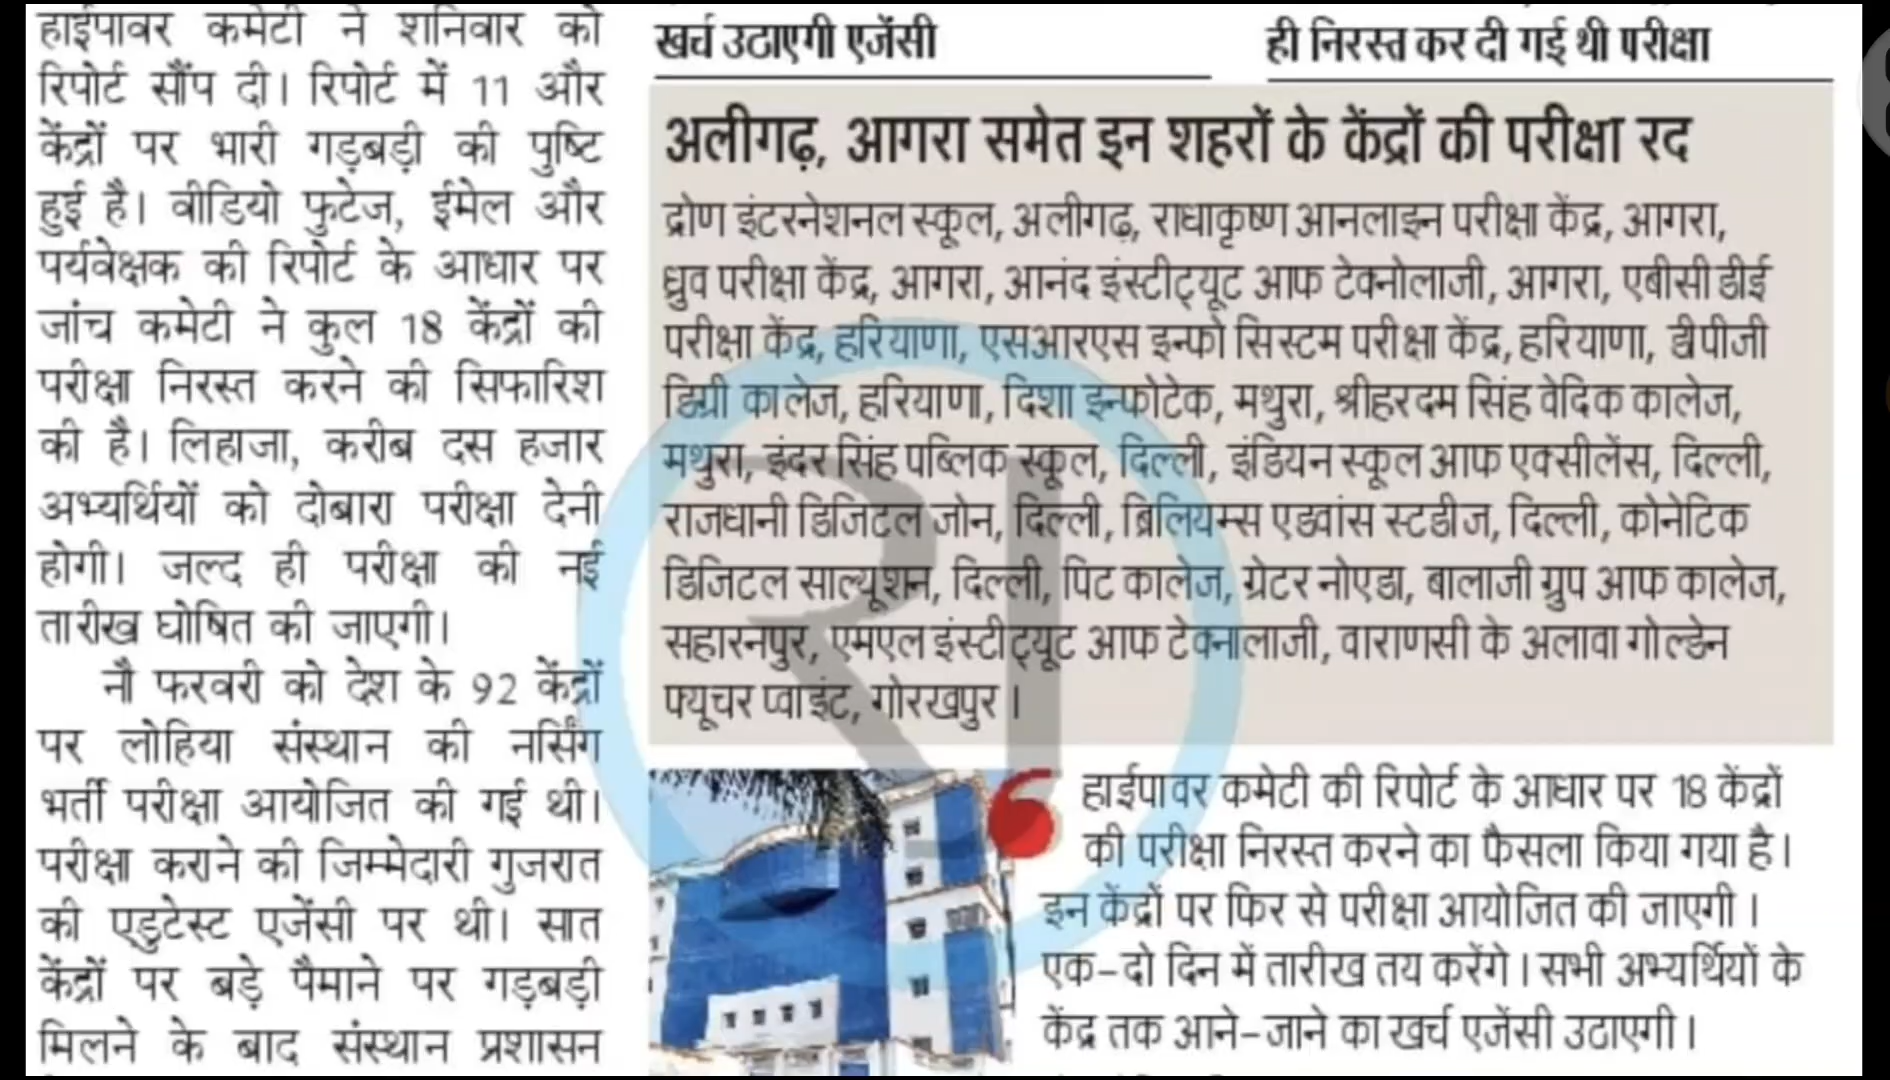 हाईपावर कमेटी ने शनिवार को
रिपोर्ट सौंप दी। रिपोर्ट में 11 और
केंद्रों पर भारी गड़बड़ी की पुष्टि
हुई है। वीडियो फुटेज, ईमेल और
पर्यवेक्षक की रिपोर्ट के आधार पर
जांच कमेटी ने कुल 18 केंद्रों की
परीक्षा निरस्त करने की सिफारिश
की है। लिहाजा, करीब दस हजार
अभ्यर्थियों को दोबारा परीक्षा देनी
होगी। जल्द ही परीक्षा की नई
तारीख घोषित की जाएगी।
नौ फरवरी को देश के 92 केंद्रों
पर लोहिया संस्थान की नर्सिंग
भर्ती परीक्षा आयोजित की गई थी।
परीक्षा कराने की जिम्मेदारी गुजरात
की एडुटेस्ट एजेंसी पर थी। सात
केंद्रों पर बड़े पैमाने पर गड़बड़ी
मिलने के बाद संस्थान प्रशासन
खर्च उठाएगी एजेंसी
ही निरस्त कर दी गई थी परीक्षा
अलीगढ़, आगरा समेत इन शहरों के केंद्रों की परीक्षा रद
द्रोण इंटरनेशनल स्कूल, अलीगढ़, राधाकृष्ण आनलाइन परीक्षा केंद्र, आगरा,
ध्रुव परीक्षा केंद्र, आगरा, आनंद इंस्टीट्यूट आफ टेक्नोलाजी, आगरा, एबीसीडीई
परीक्षा केंद्र, हरियाणा, एसआरएस इन्फो सिस्टम परीक्षा केंद्र, हरियाणा, डीपीजी
डिग्री कालेज, हरियाणा, दिशा इन्फोटेक, मथुरा, श्रीहरदम सिंह वेदिक कालेज,
मथुरा, इंदर सिंह पब्लिक स्कूल, दिल्ली, इंडियन स्कूल आफ एक्सीलेंस, दिल्ली,
राजधानी डिजिटल जोन, दिल्ली, ब्रिलियन्स एडवांस स्टडीज, दिल्ली, कोनेटिक
डिजिटल साल्यूशन, दिल्ली, पिट कालेज, ग्रेटर नोएडा, बालाजी ग्रुप आफ कालेज,
सहारनपुर, एमएल इंस्टीट्यूट आफ टेक्नालाजी, वाराणसी के अलावा गोल्डेन
फ्यूचर प्वाइंट, गोरखपुर।
हाईपावर कमेटी की रिपोर्ट के आधार पर 18 केंद्रों
की परीक्षा निरस्त करने का फैसला किया गया है।
इन केंद्रों पर फिर से परीक्षा आयोजित की जाएगी।
एक-दो दिन में तारीख तय करेंगे। सभी अभ्यर्थियों के
केंद्र तक आने-जाने का खर्च एजेंसी उठाएगी।